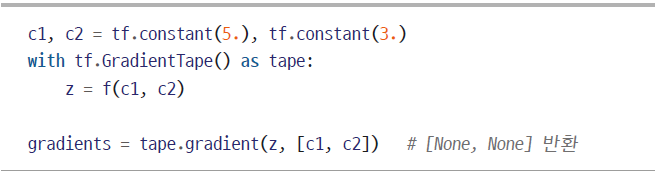 c1, c2 = tf.constant(5.), tf.constant(3.)
with tf.GradientTape() as tape:
    z = f(c1, c2)

gradients = tape.gradient(z, [c1, c2])   # [None, None] 반환